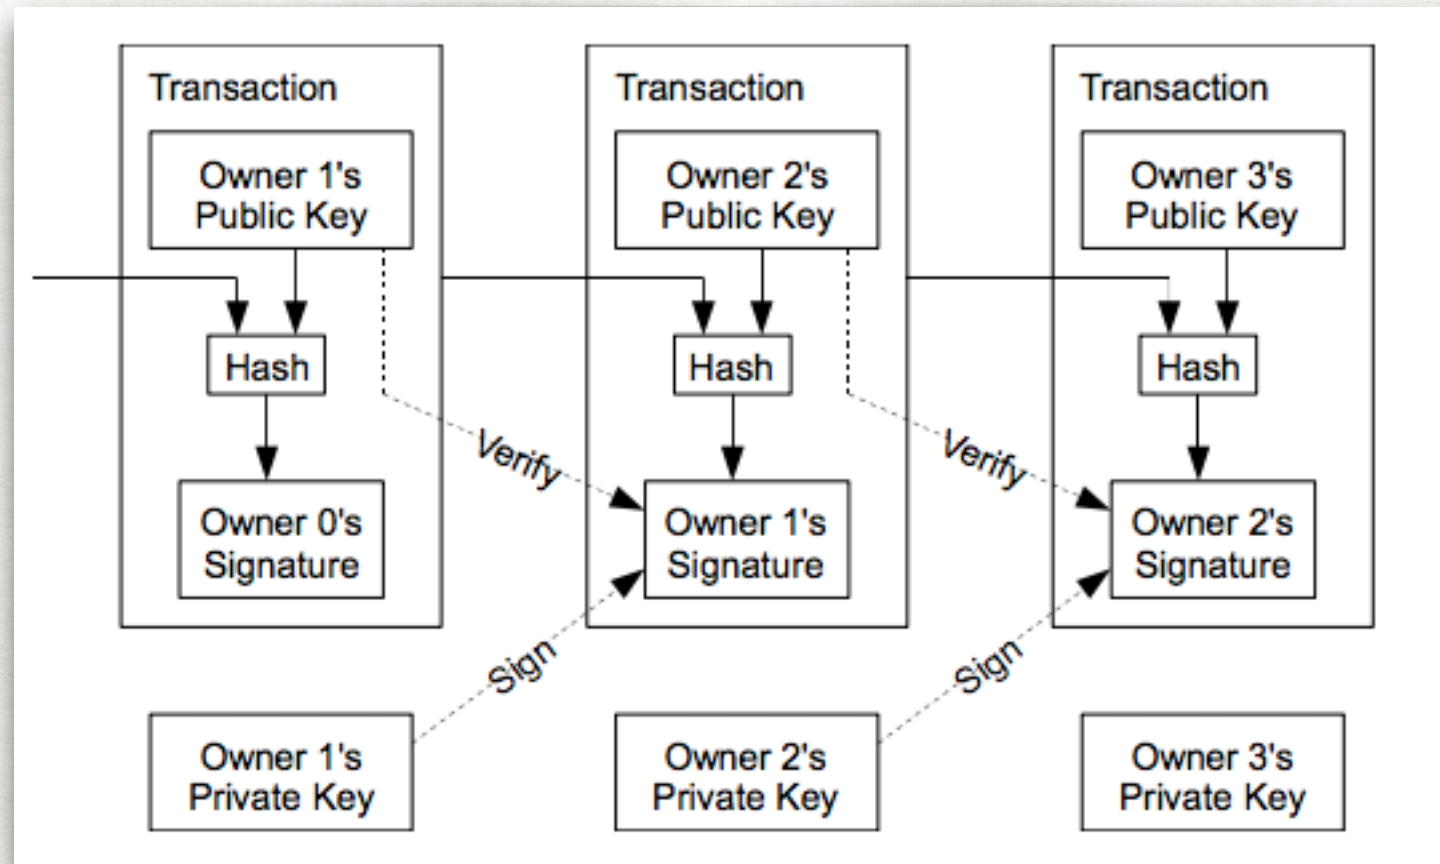 Transaction
Owner 1's
Public Key
Hash
Owner 0's
Signature
Transaction
Owner 2's
Public Key
Hash
Verify
Owner 1's
Signature
Transaction
Owner 3's
Public Key
Hash
Verify
Owner 2's
Signature
Sign
Sign
Owner 1's
Private Key
Owner 2's
Private Key
Owner 3's
Private Key